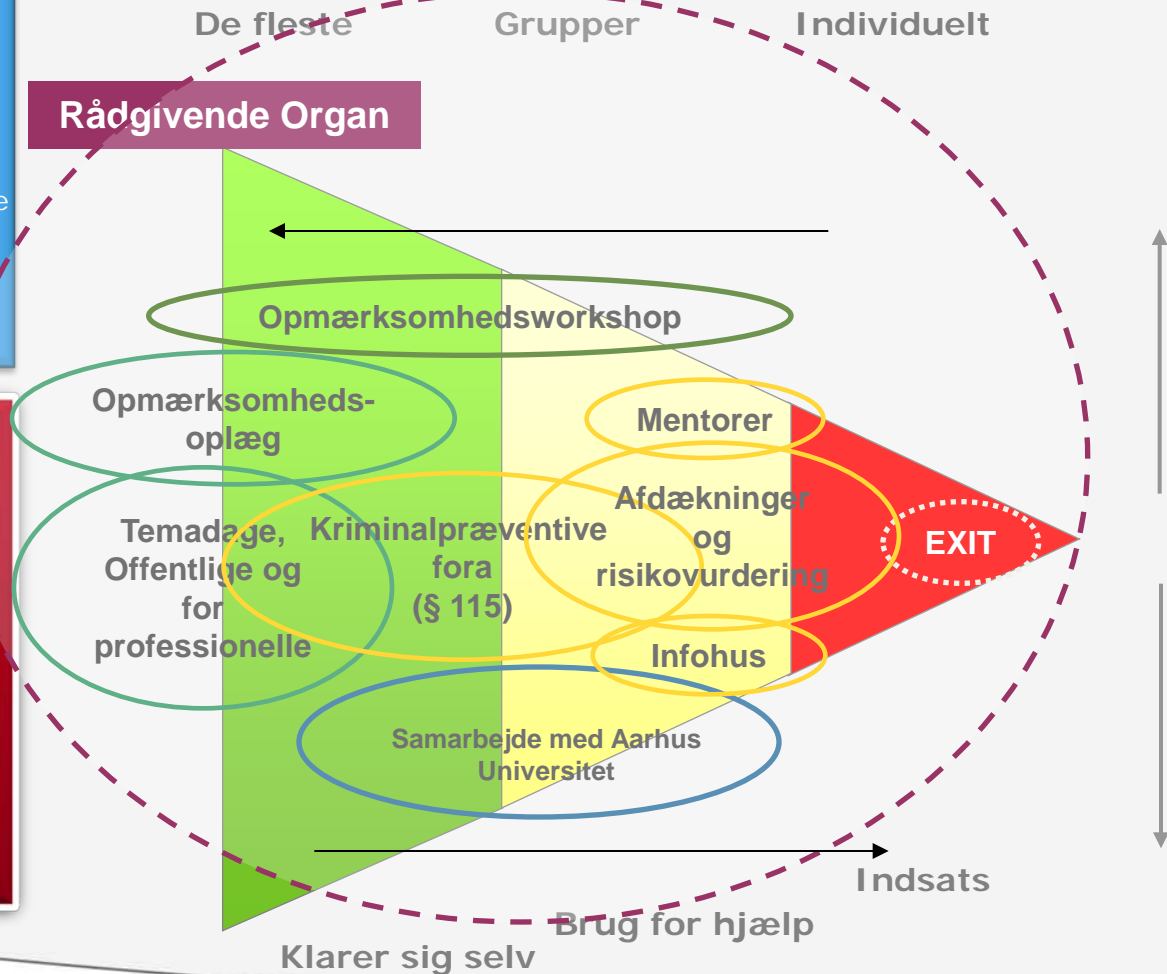 De fleste
Grupper
Individuelt
Rådgivende Organ
e
Opmærksomhedsworkshop
Opmærksomheds-
oplæg
Mentorer
Temadage,
Offentlige og
for
professionelle
Kriminalpræventive
fora
(§ 115)
Afdækninger
og
risikovurdering
EXIT
Infohus
Samarbejde med Aarhus
Universitet
Indsats
Brug for hjælp
Klarer sig selv